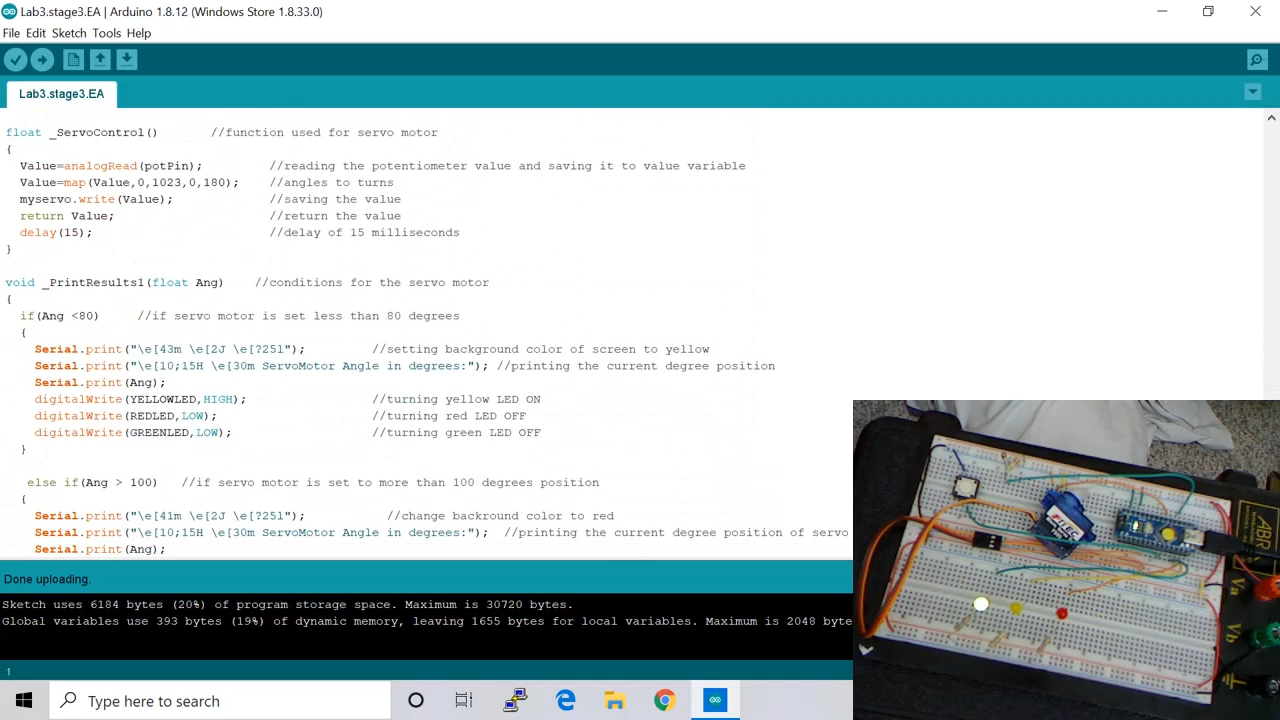 Lab3.stage3.EA | Arduino 1.8.12 (Windows Store 1.8.33.0)
File Edit Sketch Tools Help
Lab3.stage3.EA
float _ServoControl() //function used for servo motor
{
Value=analogRead(potPin); //reading the potentiometer value and saving it to value variable
Value=map(Value,0,1023,0,180); //angles to turns
myservo.write(Value); //saving the value
return Value; //return the value
delay(15); //delay of 15 milliseconds
}
void _PrintResults1(float Ang) //conditions for the servo motor
{
if(Ang <80) //if servo motor is set less than 80 degrees
{
Serial.print("\e[43m \e[2J \e[?25l"); //setting background color of screen to yellow
Serial.print("\e[10;15H \e[30m ServoMotor Angle in degrees:"); //printing the current degree position
Serial.print(Ang);
digitalWrite(YELLOWLED,HIGH); //turning yellow LED ON
digitalWrite(REDLED,LOW); //turning red LED OFF
digitalWrite(GREENLED,LOW); //turning green LED OFF
}
else if(Ang > 100) //if servo motor is set to more than 100 degrees position
{
Serial.print("\e[41m \e[2J \e[?25l"); //change backround color to red
Serial.print("\e[10;15H \e[30m ServoMotor Angle in degrees:"); //printing the current degree position of servo
Serial.print(Ang);
Done uploading.
Sketch uses 6184 bytes (20%) of program storage space. Maximum is 30720 bytes.
Global variables use 393 bytes (19%) of dynamic memory, leaving 1655 bytes for local variables. Maximum is 2048 byte
1
Type here to search
Vb